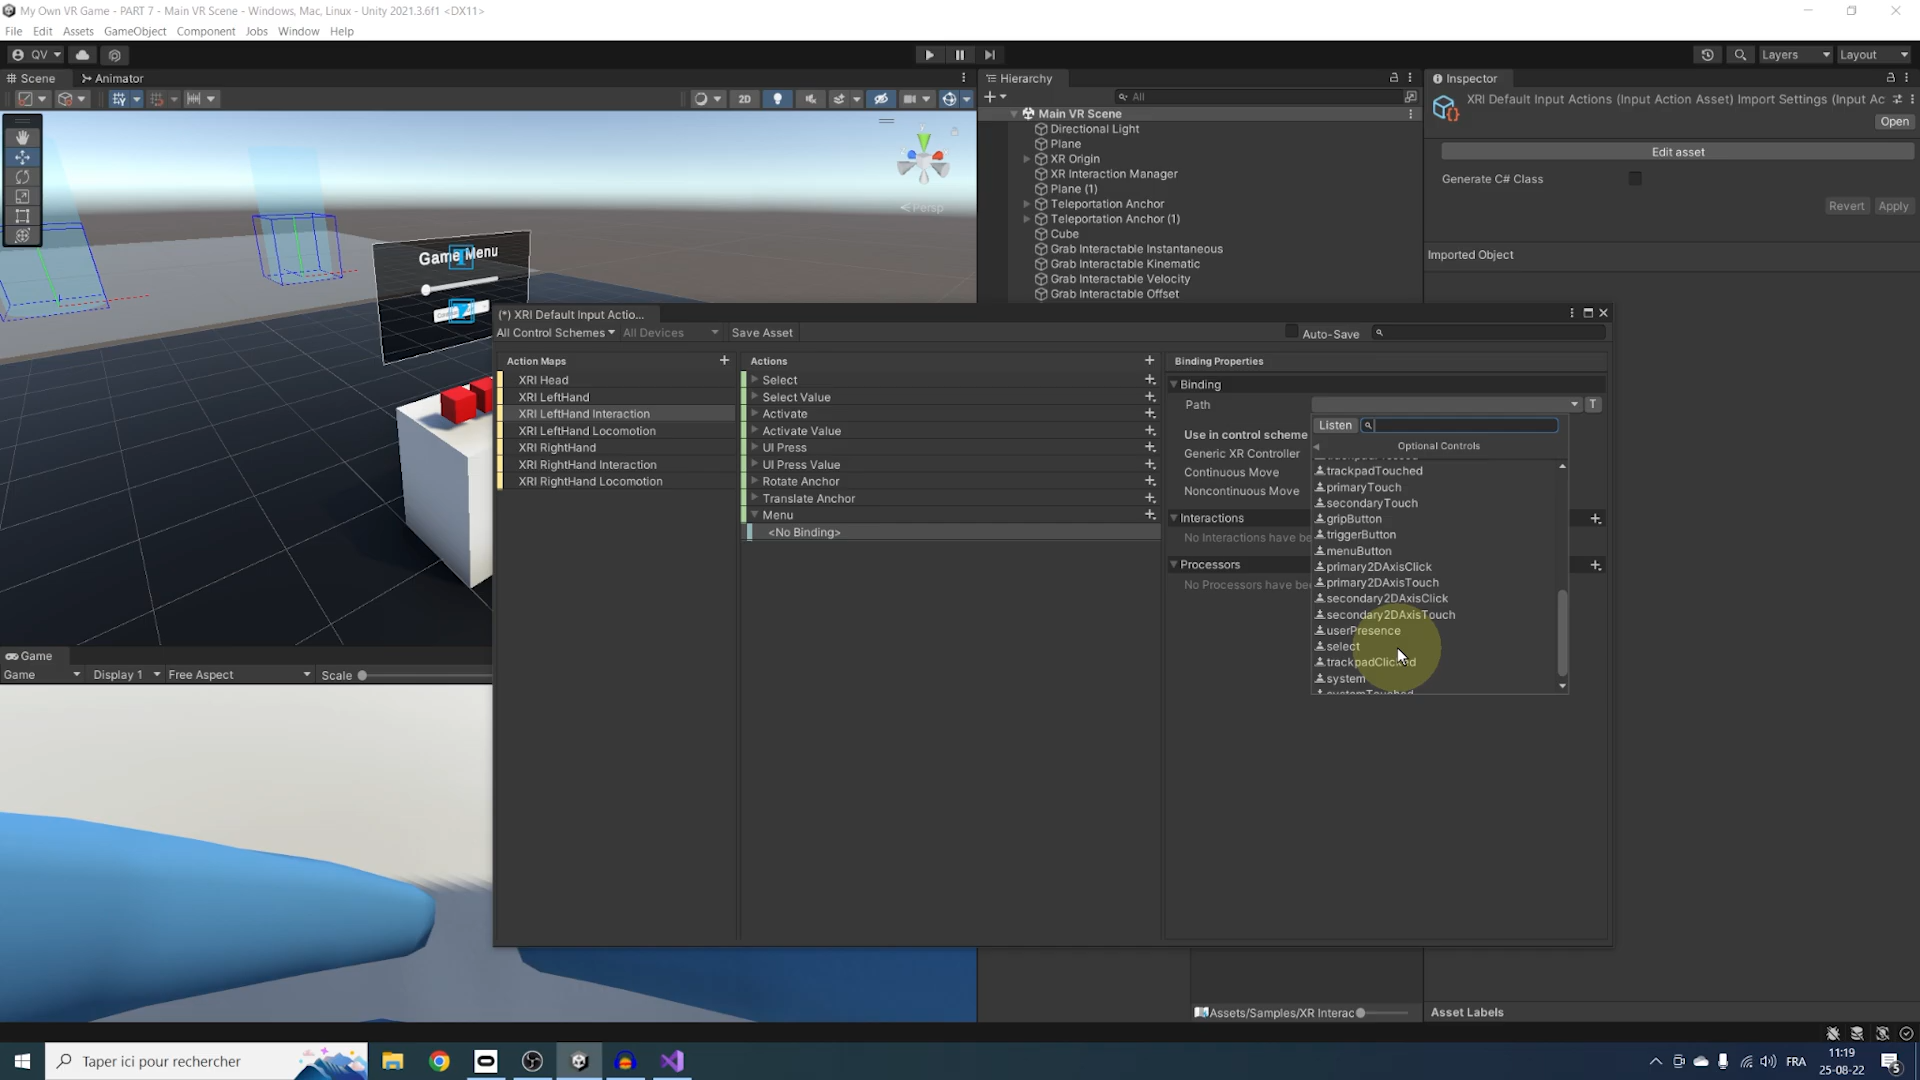 My Own VR Game - PART 7 - Main VR Scene - Windows, Mac, Linux - Unity 2021.3.6f1 <DX11>
File Edit Assets GameObject Component Jobs Window Help
QV Layers Layout
Scene Animator
2D
Persp
Game Menu
Hierarchy
All
Main VR Scene
Directional Light
Plane
XR Origin
XR Interaction Manager
Plane (1)
Teleportation Anchor
Teleportation Anchor (1)
Cube
Grab Interactable Instantaneous
Grab Interactable Kinematic
Grab Interactable Velocity
Grab Interactable Offset
Inspector
XRI Default Input Actions (Input Action Asset) Import Settings (Input Ac
Open
Edit asset
Generate C# Class
Revert Apply
Imported Object
(*) XRI Default Input Actio...
All Control Schemes All Devices Save Asset Auto-Save
Action Maps
XRI Head
XRI LeftHand
XRI LeftHand Interaction
XRI LeftHand Locomotion
XRI RightHand
XRI RightHand Interaction
XRI RightHand Locomotion
Actions
Select
Select Value
Activate
Activate Value
UI Press
UI Press Value
Rotate Anchor
Translate Anchor
Menu
<No Binding>
Binding Properties
Binding
Path T
Use in control scheme
Generic XR Controller
Continuous Move
Noncontinuous Move
Interactions
No Interactions have be
Processors
No Processors have bee
Listen
Optional Controls
trackpadTouched
primaryTouch
secondaryTouch
gripButton
triggerButton
menuButton
primary2DAxisClick
primary2DAxisTouch
secondary2DAxisClick
secondary2DAxisTouch
userPresence
select
trackpadClicked
system
Game
Game Display 1 Free Aspect Scale
Assets/Samples/XR Interac
Asset Labels
Taper ici pour rechercher
FRA
11:19
25-08-22
5